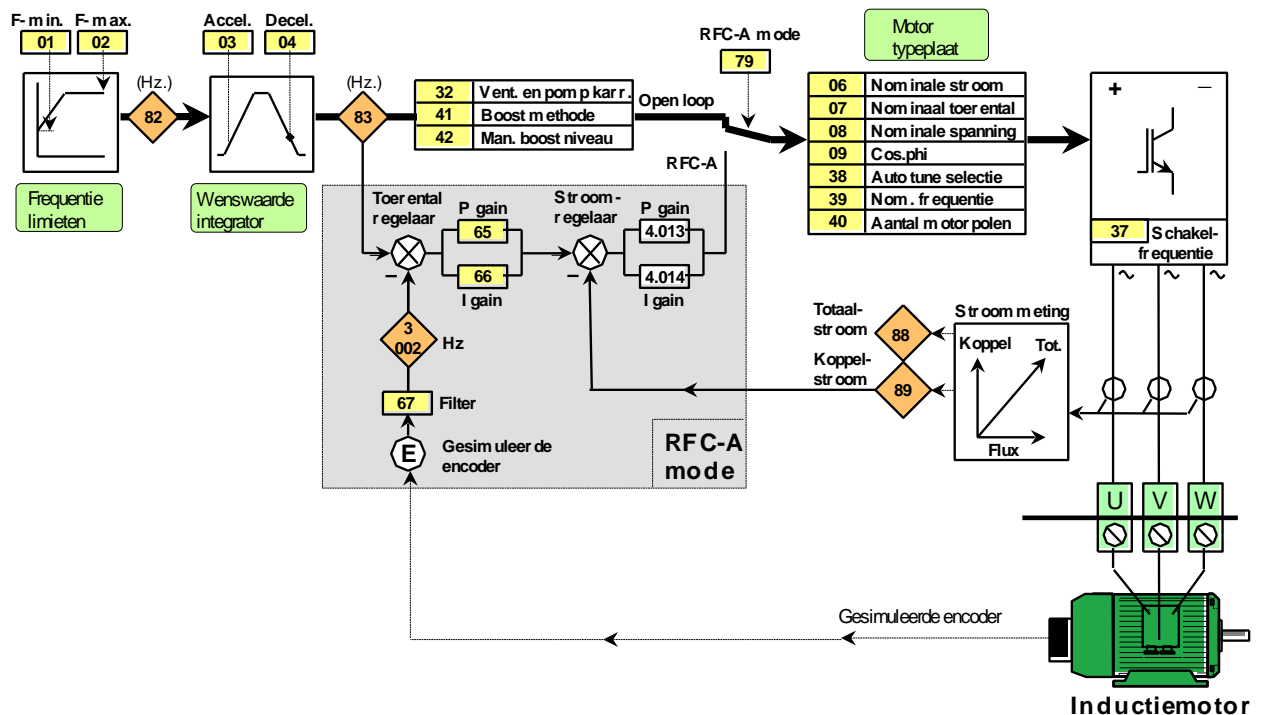 F-min. F-max.
01 02
Accel. Decel.
03 04
(Hz.)
82
(Hz.)
83
Frequentie
limieten
Wenswaarde
integrator
32 Vent. en pomp karr.
41 Boost methode
42 Man. boost niveau
Open loop
RFC-A mode
79
RFC-A
Motor
typeplaat
06 Nominale stroom
07 Nominaal toerental
08 Nominale spanning
09 Cos.phi
38 Auto tune selectie
39 Nom. frequentie
40 Aantal motor polen
+ –
37 Schakel-
frequentie
~ ~
Toerental
regelaar
P gain
65
66
I gain
Stroom-
regelaar
P gain
4.013
4.014
I gain
–
–
3
002
Hz
67 Filter
E
Gesimuleerde
encoder
RFC-A
mode
Totaal-
stroom
88
Koppel-
stroom
89
Stroommeting
Koppel Tot.
Flux
U V W
Gesimuleerde encoder
Inductiemotor